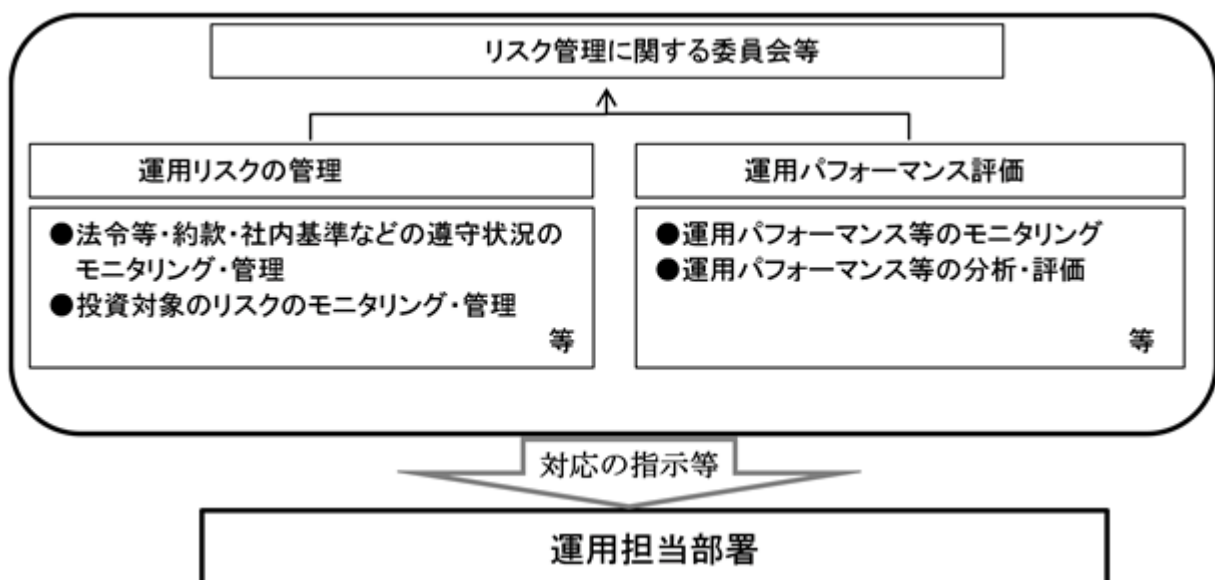 リスク管理に関する委員会等
運用リスクの管理
●法令等・約款・社内基準などの遵守状況の
モニタリング・管理
●投資対象のリスクのモニタリング・管理
等
運用パフォーマンス評価
●運用パフォーマンス等のモニタリング
●運用パフォーマンス等の分析・評価
等
対応の指示等
運用担当部署